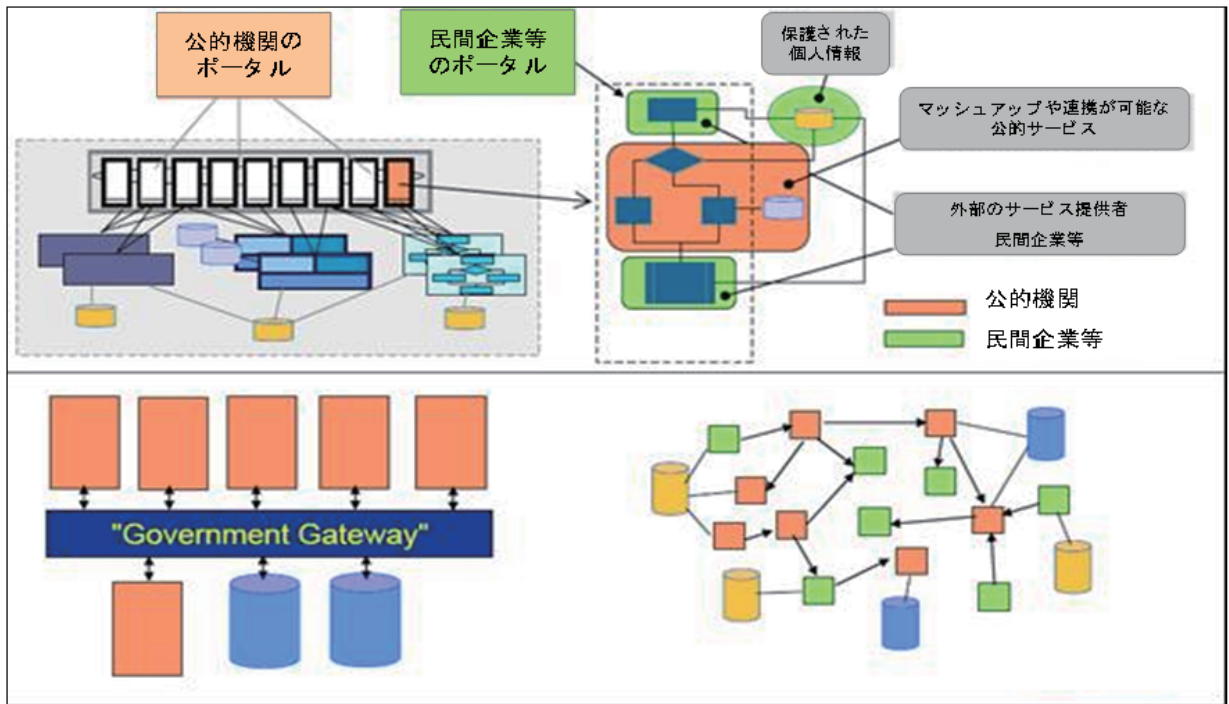 公的機関の
ポータル
民間企業等
のポータル
保護された
個人情報
マッシュアップや連携が可能な
公的サービス
外部のサービス提供者
民間企業等
公的機関
民間企業等
"Government Gateway"